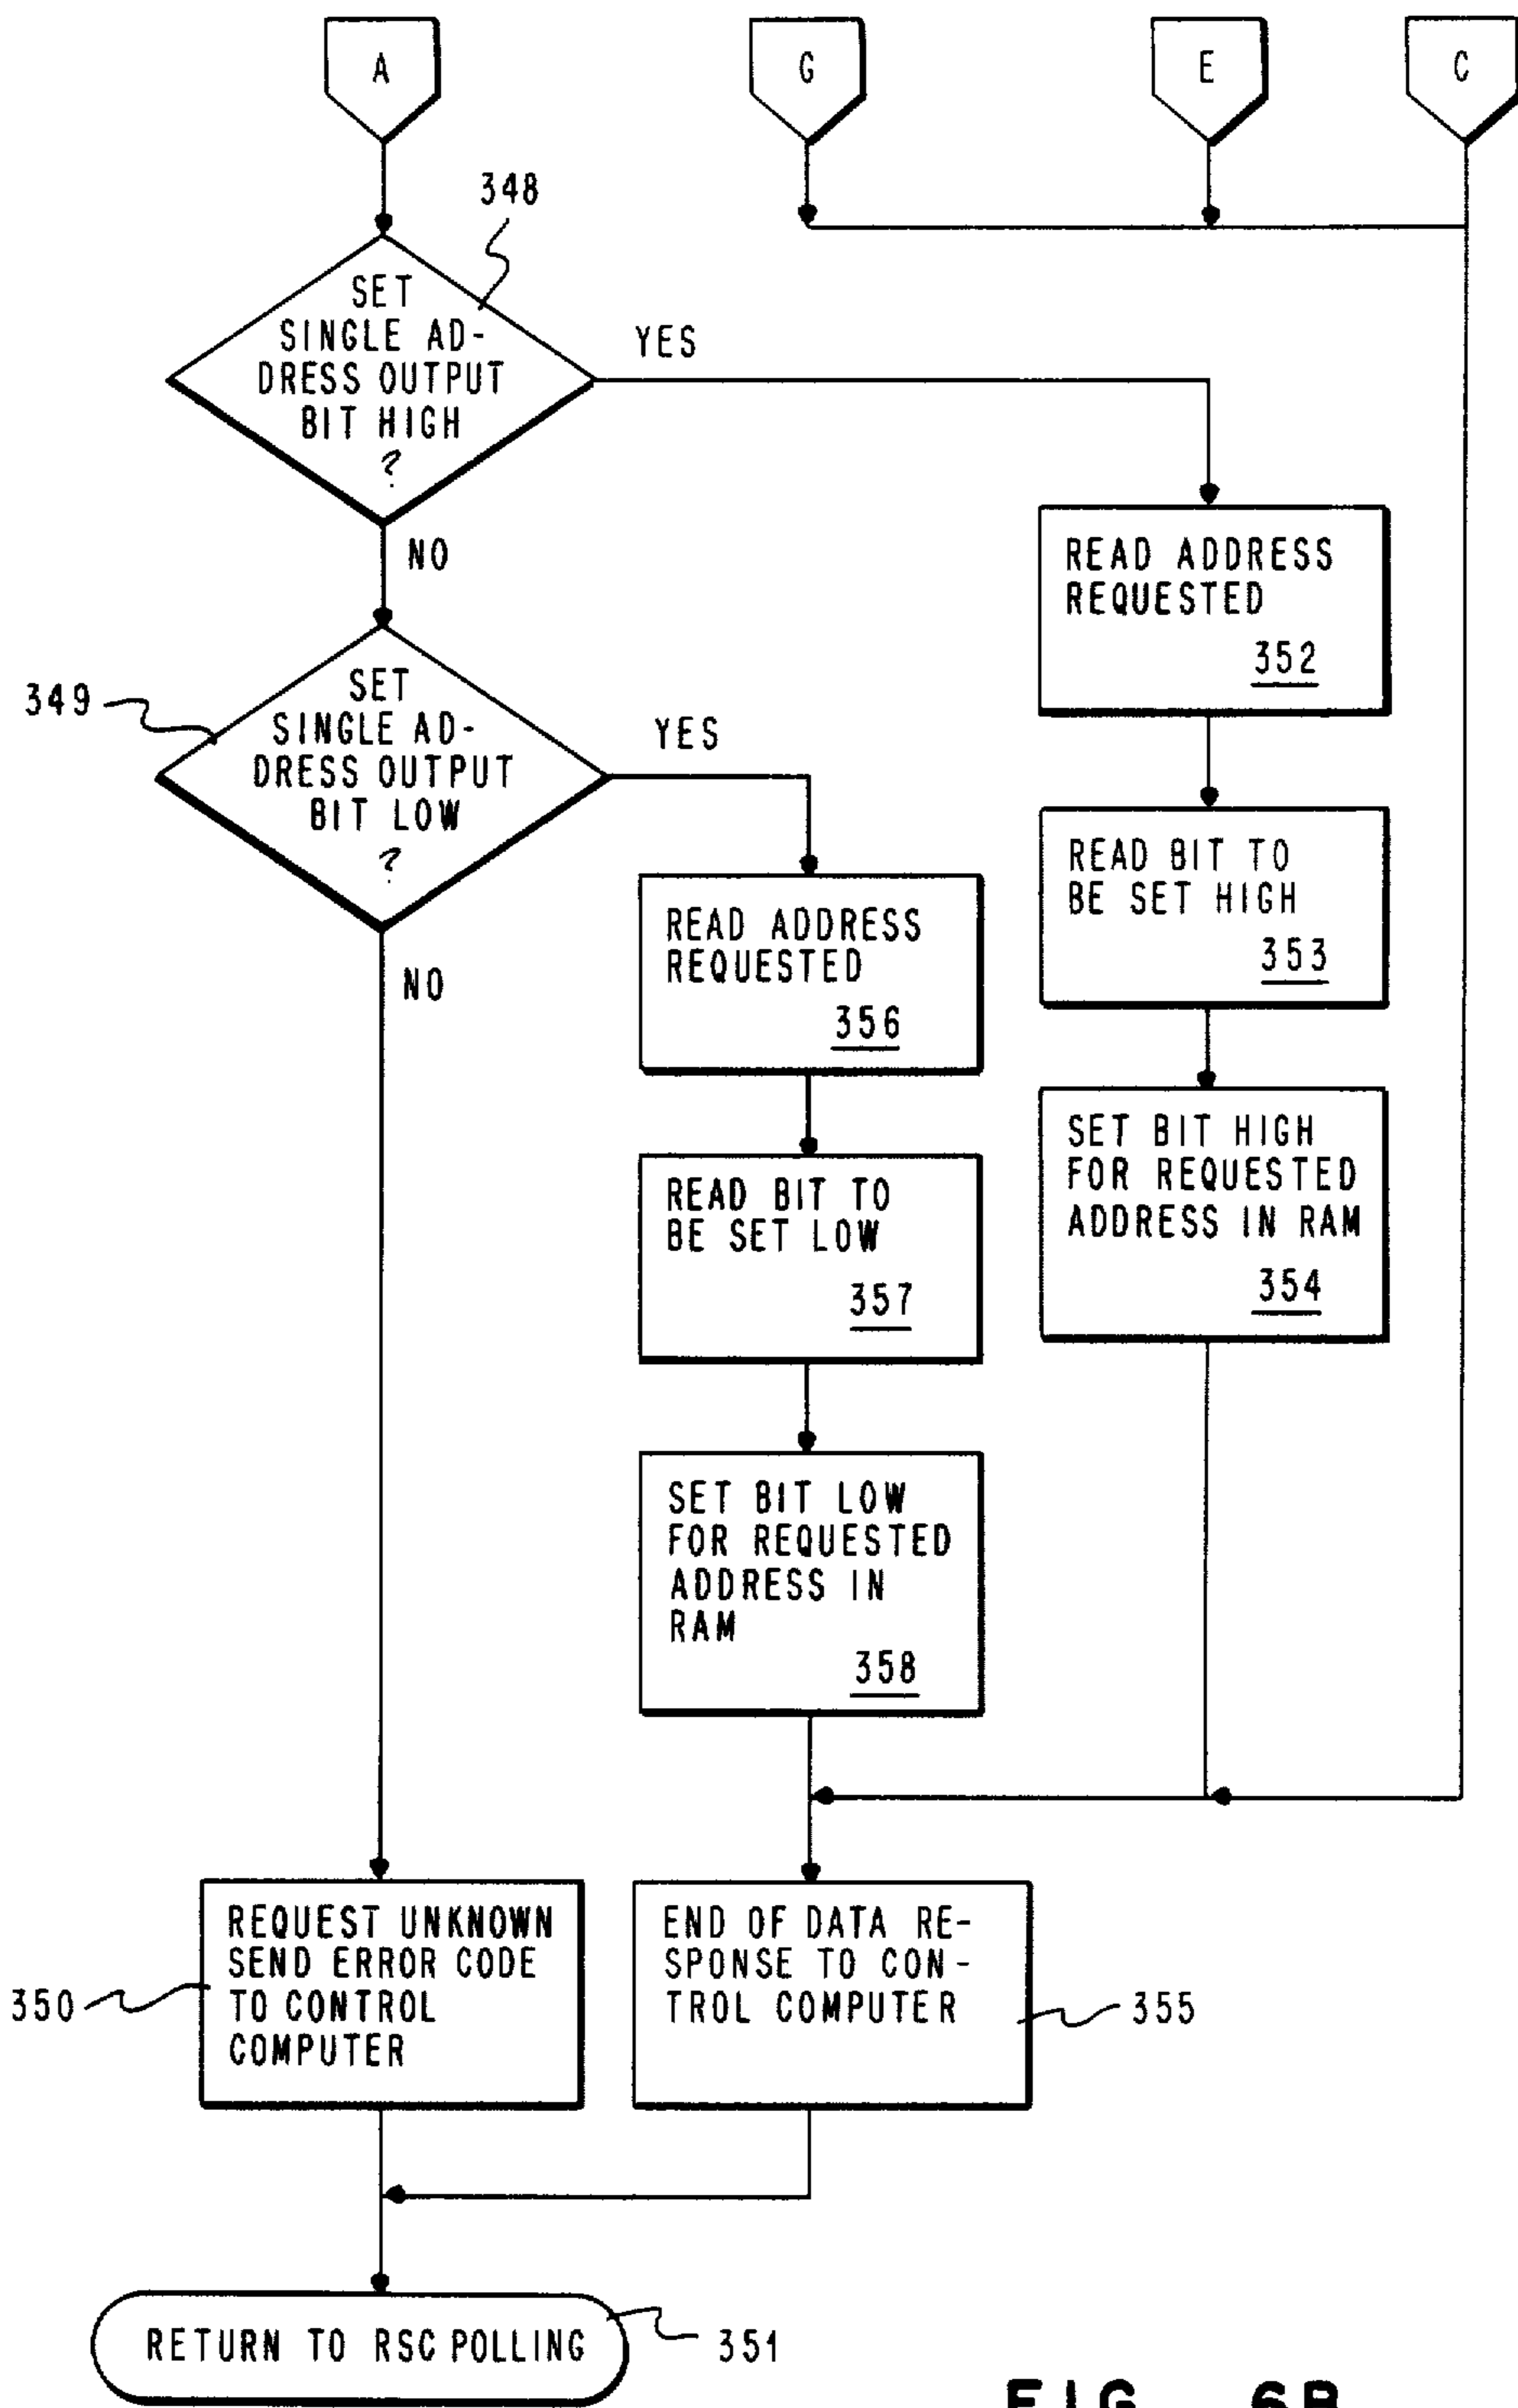 A
G
E
C
348
SET
SINGLE AD-
DRESS OUTPUT
BIT HIGH
?
YES
NO
READ ADDRESS
REQUESTED
352
349
SET
SINGLE AD-
DRESS OUTPUT
BIT LOW
?
YES
NO
READ BIT TO
BE SET HIGH
353
READ ADDRESS
REQUESTED
356
SET BIT HIGH
FOR REQUESTED
ADDRESS IN RAM
354
READ BIT TO
BE SET LOW
357
SET BIT LOW
FOR REQUESTED
ADDRESS IN
RAM
358
350
REQUEST UNKNOWN
SEND ERROR CODE
TO CONTROL
COMPUTER
END OF DATA RE-
SPONSE TO CON-
TROL COMPUTER
355
RETURN TO RSC POLLING
351
FIG. 6B